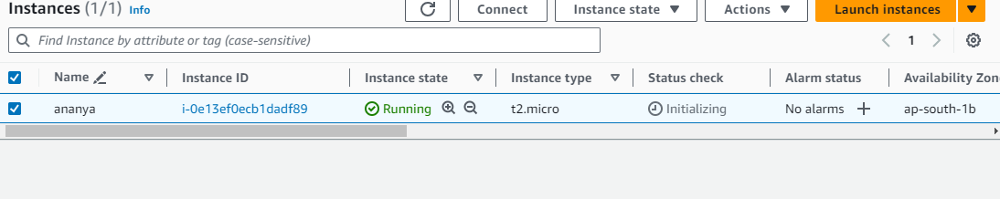 Instances (1/1) Info
Connect Instance state Actions Launch instances
Find Instance by attribute or tag (case-sensitive) 1
Name Instance ID Instance state Instance type Status check Alarm status Availability Zon
ananya i-0e13ef0ecb1dadf89 Running t2.micro Initializing No alarms + ap-south-1b